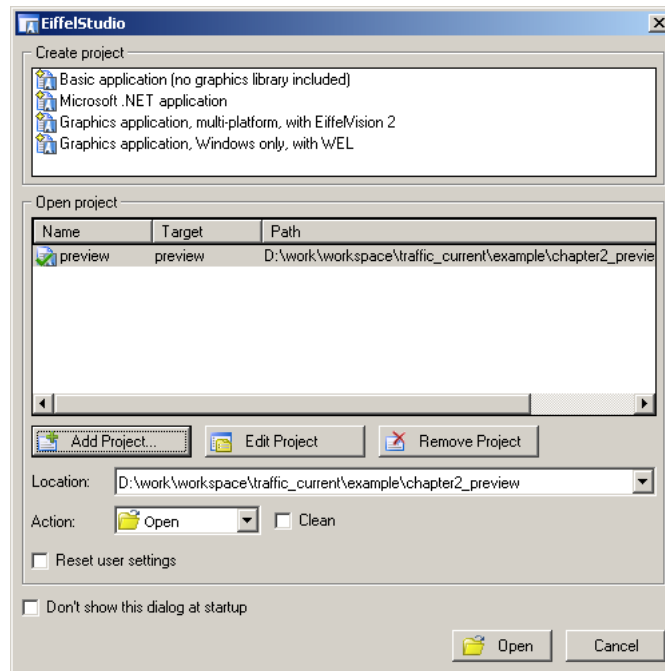 EiffelStudio
Create project
Basic application (no graphics library included)
Microsoft .NET application
Graphics application, multi-platform, with EiffelVision 2
Graphics application, Windows only, with WEL
Open project
Name Target Path
preview preview D:\work\workspace\traffic_current\example\chapter2_previe
Add Project... Edit Project Remove Project
Location: D:\work\workspace\traffic_current\example\chapter2_preview
Action: Open Clean
Reset user settings
Don't show this dialog at startup
Open Cancel